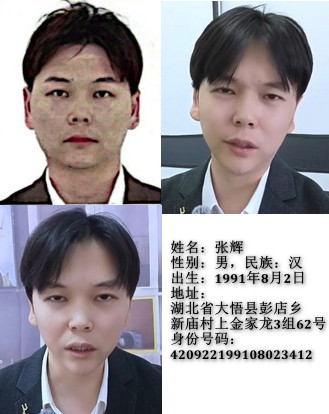 姓名：张辉
性别：男，民族：汉
出生：1991年8月2日
地址：
湖北省大悟县彭店乡
新庙村上金家龙3组62号
身份号码：
420922199108023412